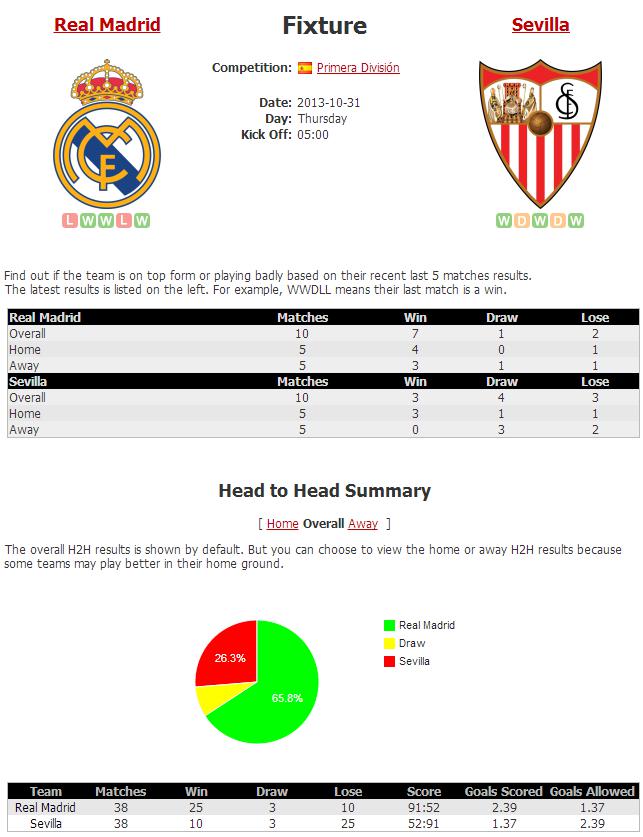 Real Madrid
Fixture
Sevilla
Competition: Primera División
Date: 2013-10-31
Day: Thursday
Kick Off: 05:00
L W W L W
W D W D W
Find out if the team is on top form or playing badly based on their recent last 5 matches results.
The latest results is listed on the left. For example, WWDLL means their last match is a win.
Real Madrid Matches Win Draw Lose
Overall 10 7 1 2
Home 5 4 0 1
Away 5 3 1 1
Sevilla Matches Win Draw Lose
Overall 10 3 4 3
Home 5 3 1 1
Away 5 0 3 2
Head to Head Summary
[ Home Overall Away ]
The overall H2H results is shown by default. But you can choose to view the home or away H2H results because
some teams may play better in their home ground.
Real Madrid
Draw
Sevilla
26.3%
65.8%
Team Matches Win Draw Lose Score Goals Scored Goals Allowed
Real Madrid 38 25 3 10 91:52 2.39 1.37
Sevilla 38 10 3 25 52:91 1.37 2.39